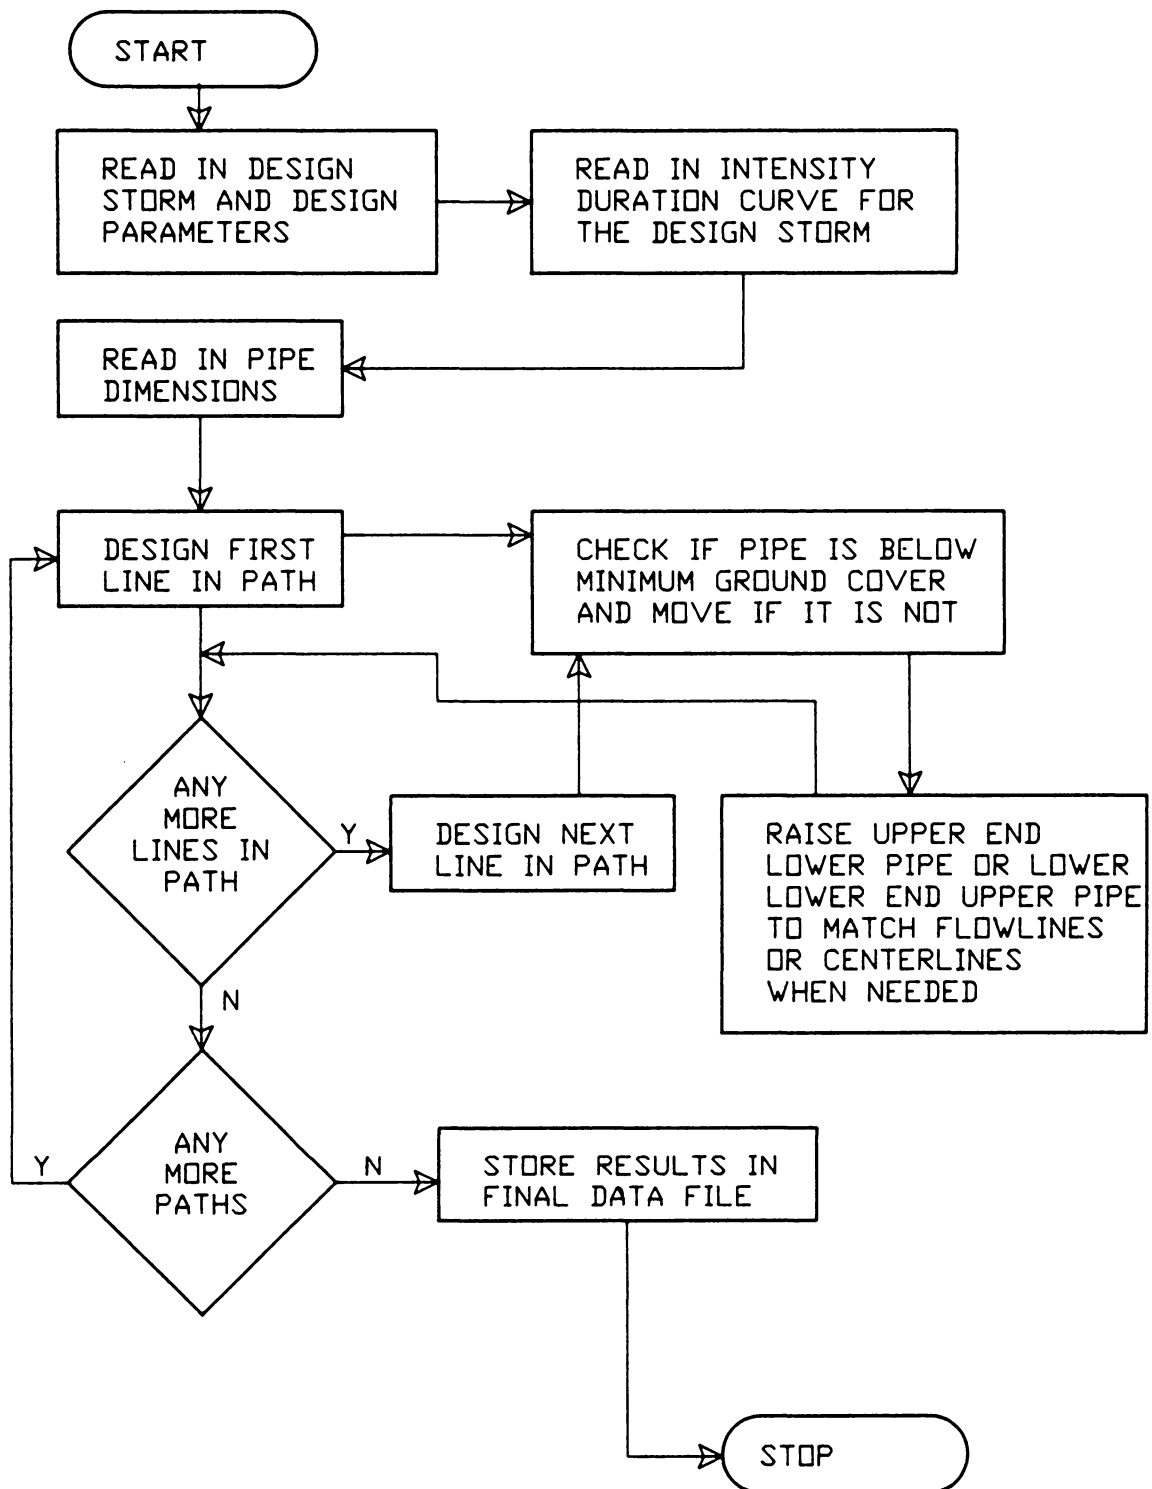 START
READ IN DESIGN
STORM AND DESIGN
PARAMETERS
READ IN INTENSITY
DURATION CURVE FOR
THE DESIGN STORM
READ IN PIPE
DIMENSIONS
DESIGN FIRST
LINE IN PATH
CHECK IF PIPE IS BELOW
MINIMUM GROUND COVER
AND MOVE IF IT IS NOT
ANY
MORE
LINES IN
PATH
Y
DESIGN NEXT
LINE IN PATH
RAISE UPPER END
LOWER PIPE OR LOWER
LOWER END UPPER PIPE
TO MATCH FLOWLINES
OR CENTERLINES
WHEN NEEDED
N
ANY
MORE
PATHS
Y
N
STORE RESULTS IN
FINAL DATA FILE
STOP